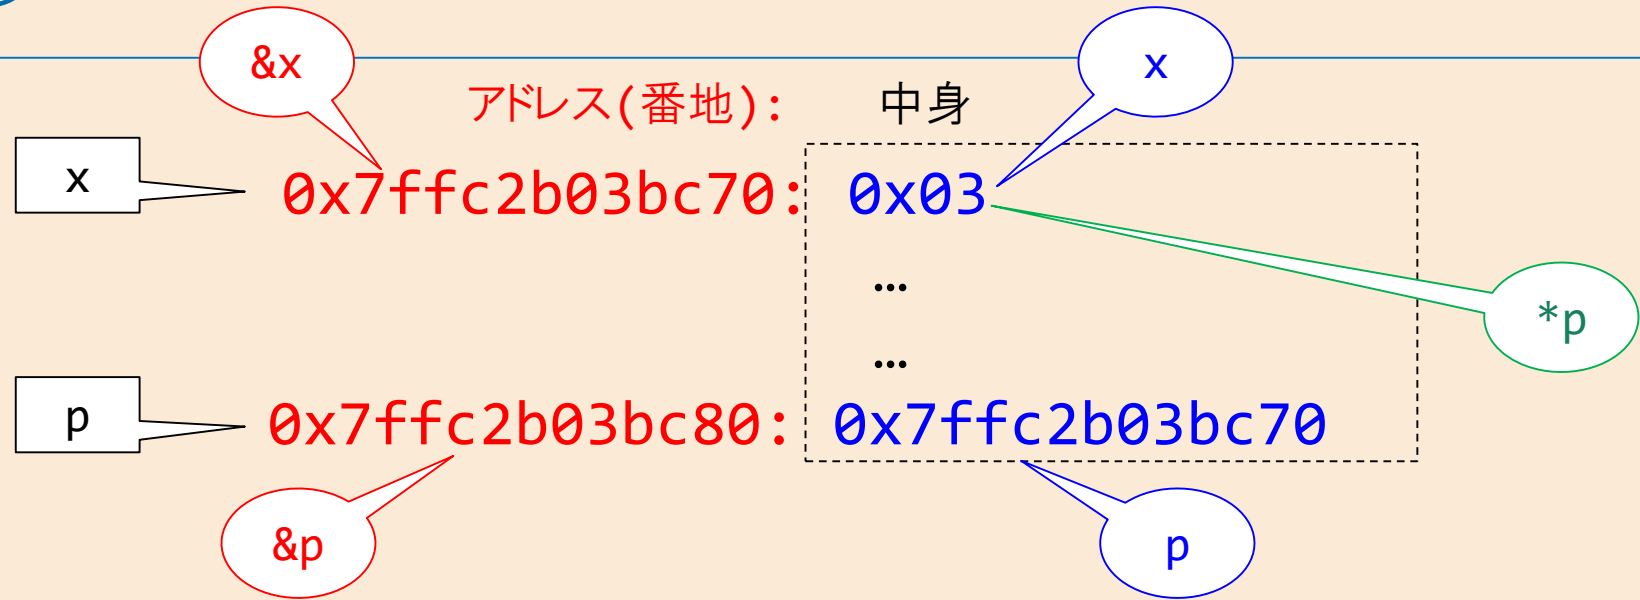 &x
x
アドレス(番地): 中身
x
0x7ffc2b03bc70: 0x03
…
*p
…
p
0x7ffc2b03bc80: 0x7ffc2b03bc70
&p
p